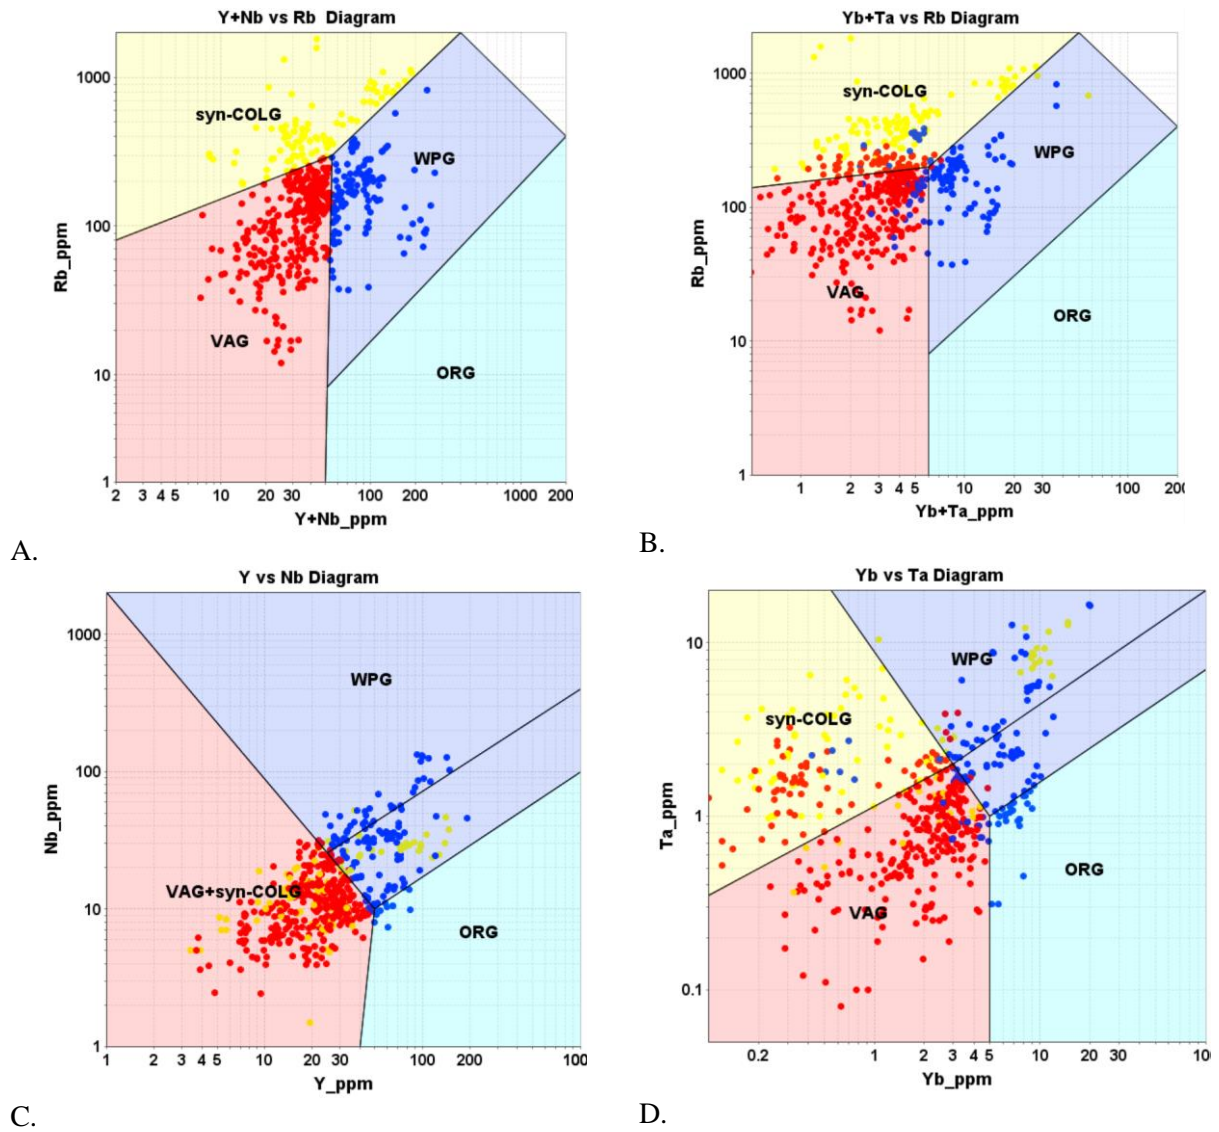 Y+Nb vs Rb Diagram
1000
100
10
1
Rb_ppm
syn-COLG
WPG
VAG
ORG
2 3 4 5 10 20 30 100 200 1000 200
Y+Nb_ppm
A.
Yb+Ta vs Rb Diagram
1000
100
10
1
Rb_ppm
syn-COLG
WPG
VAG
ORG
1 2 3 4 5 10 20 30 100 200
Yb+Ta_ppm
B.
Y vs Nb Diagram
1000
100
10
1
Nb_ppm
WPG
VAG+syn-COLG
ORG
1 2 3 4 5 10 20 30 100 200 100
Y_ppm
C.
Yb vs Ta Diagram
10
1
0.1
Ta_ppm
WPG
syn-COLG
ORG
VAG
0.2 1 2 3 4 5 10 20 30 10
Yb_ppm
D.